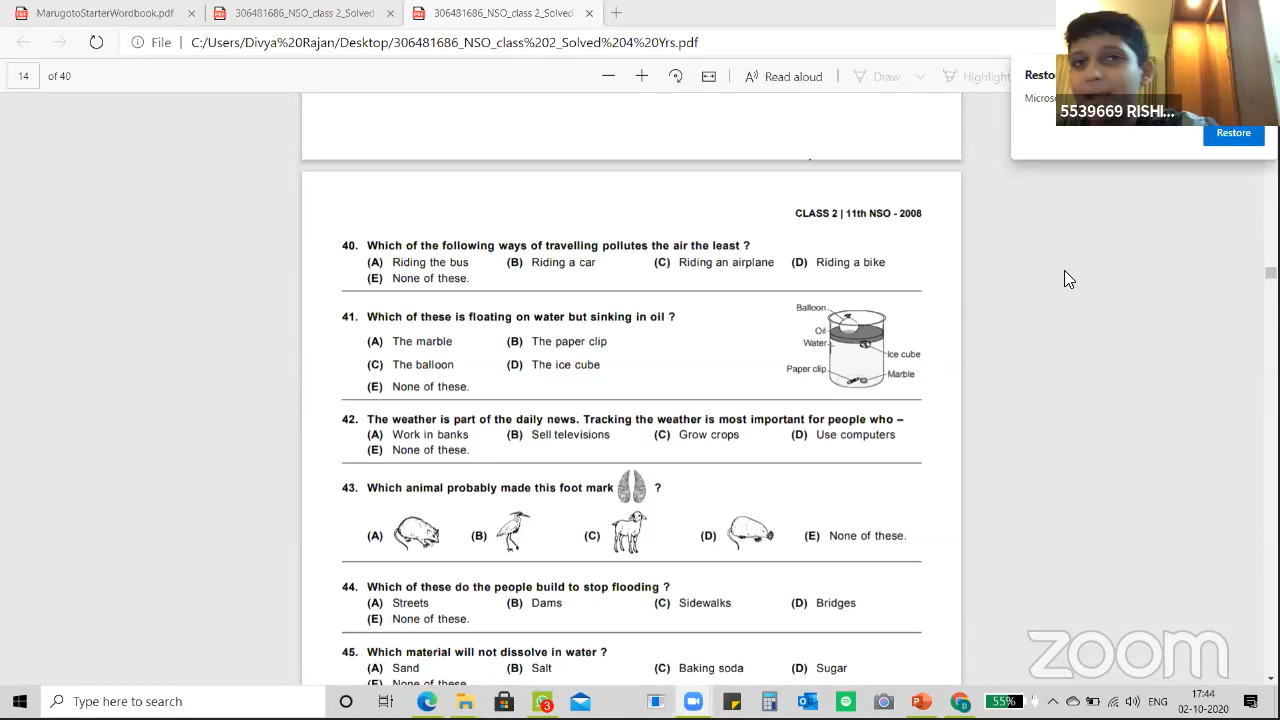 MarugotoStarterWordbook.pdf
306481686_NSO_class 2_Solved
306481686_NSO_class 2_Solved
File
C:/Users/Divya%20Rajan/Desktop/306481686_NSO_class%202_Solved%204%20Yrs.pdf
14 of 40
Read aloud
Draw
Highlight
Resto
Micros
Restore
5539669 RISHI...
CLASS 2 | 11th NSO - 2008
40. Which of the following ways of travelling pollutes the air the least ?
(A) Riding the bus (B) Riding a car (C) Riding an airplane (D) Riding a bike
(E) None of these.
41. Which of these is floating on water but sinking in oil ?
(A) The marble (B) The paper clip
(C) The balloon (D) The ice cube
(E) None of these.
Balloon
Oil
Water
Ice cube
Paper clip
Marble
42. The weather is part of the daily news. Tracking the weather is most important for people who –
(A) Work in banks (B) Sell televisions (C) Grow crops (D) Use computers
(E) None of these.
43. Which animal probably made this foot mark ?
(A) (B) (C) (D) (E) None of these.
44. Which of these do the people build to stop flooding ?
(A) Streets (B) Dams (C) Sidewalks (D) Bridges
(E) None of these.
45. Which material will not dissolve in water ?
(A) Sand (B) Salt (C) Baking soda (D) Sugar
(E) None of these
zoom
Type here to search
3
55%
ENG
17:44
02-10-2020